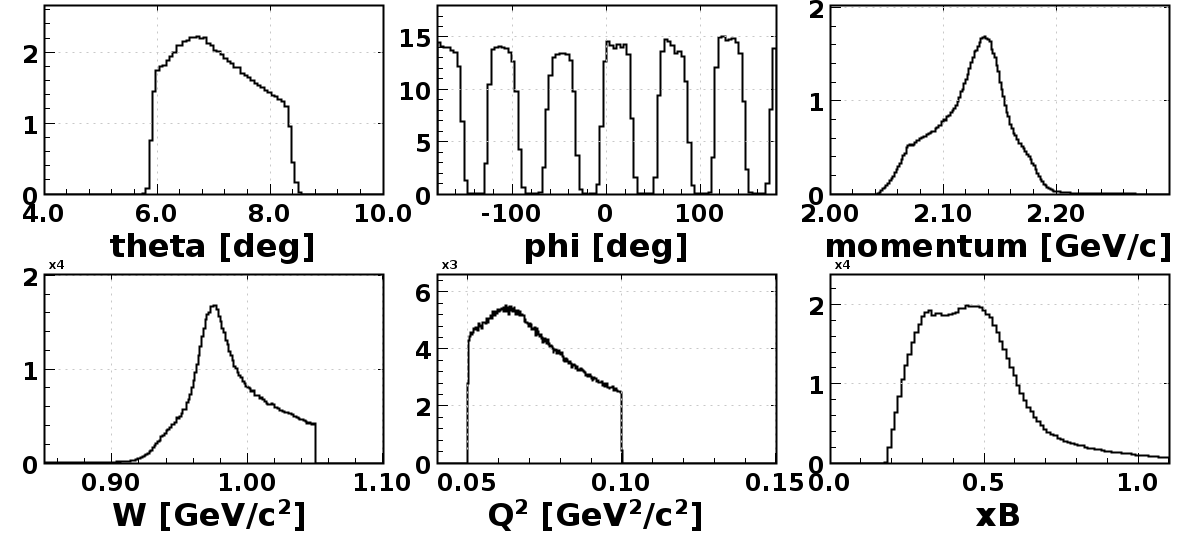 2
1
0
4.0 6.0 8.0 10.0
theta [deg]
15
10
5
0
-100 0 100
phi [deg]
2
1
0
2.00 2.10 2.20
momentum [GeV/c]
x4
2
1
0
0.90 1.00 1.10
W [GeV/c²]
x3
6
4
2
0
0.05 0.10 0.15
Q² [GeV²/c²]
x4
2
1
0
0.0 0.5 1.0
xB